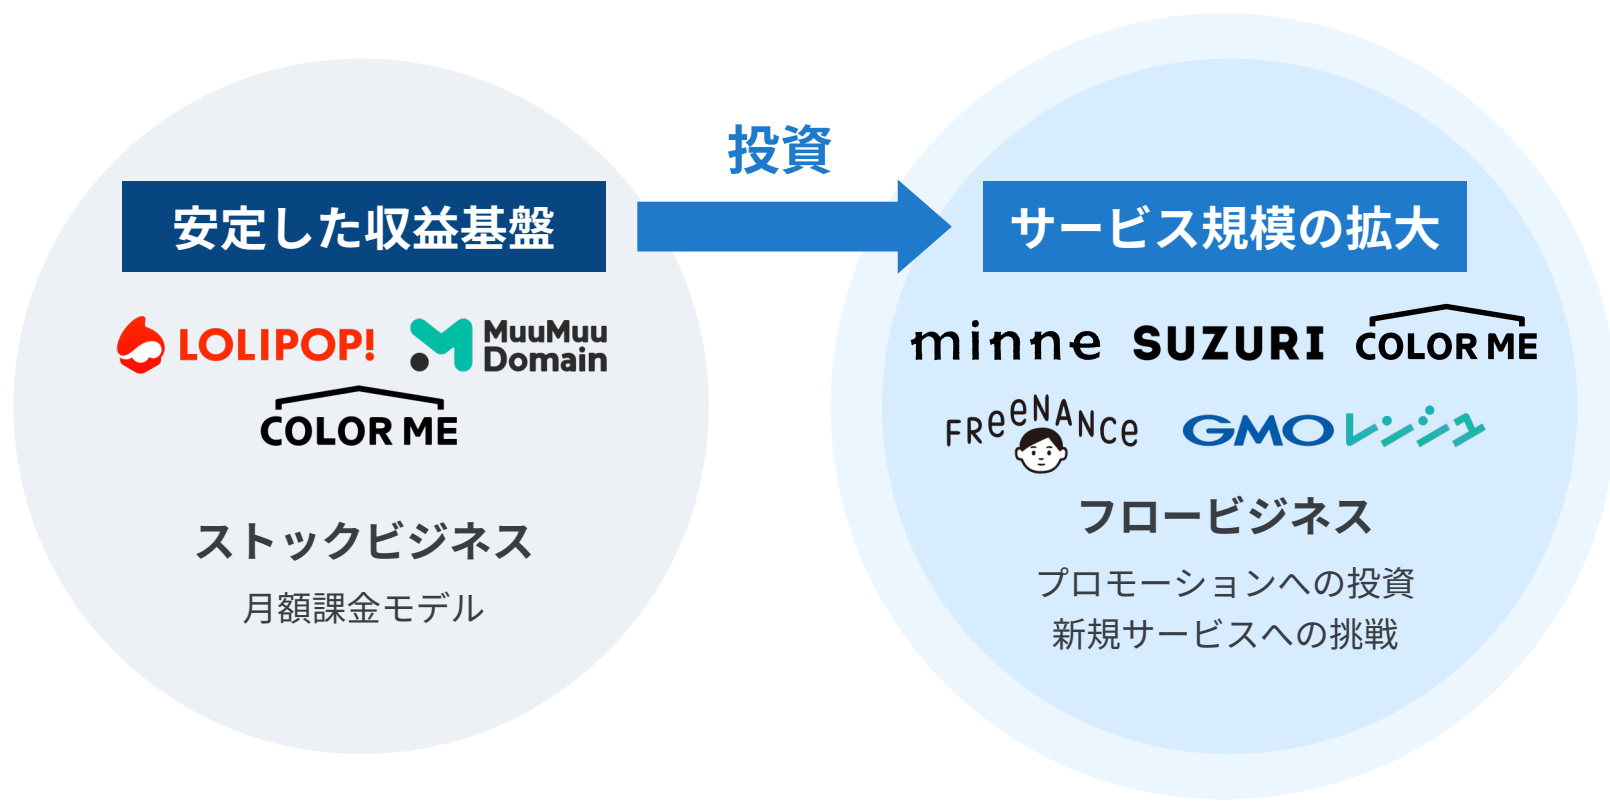 投資
安定した収益基盤
LOLIPOP!
MuuMuu
Domain
COLOR ME
ストックビジネス
月額課金モデル
サービス規模の拡大
minne SUZURI COLOR ME
FReeNANCe GMO レンシュ
フロービジネス
プロモーションへの投資
新規サービスへの挑戦